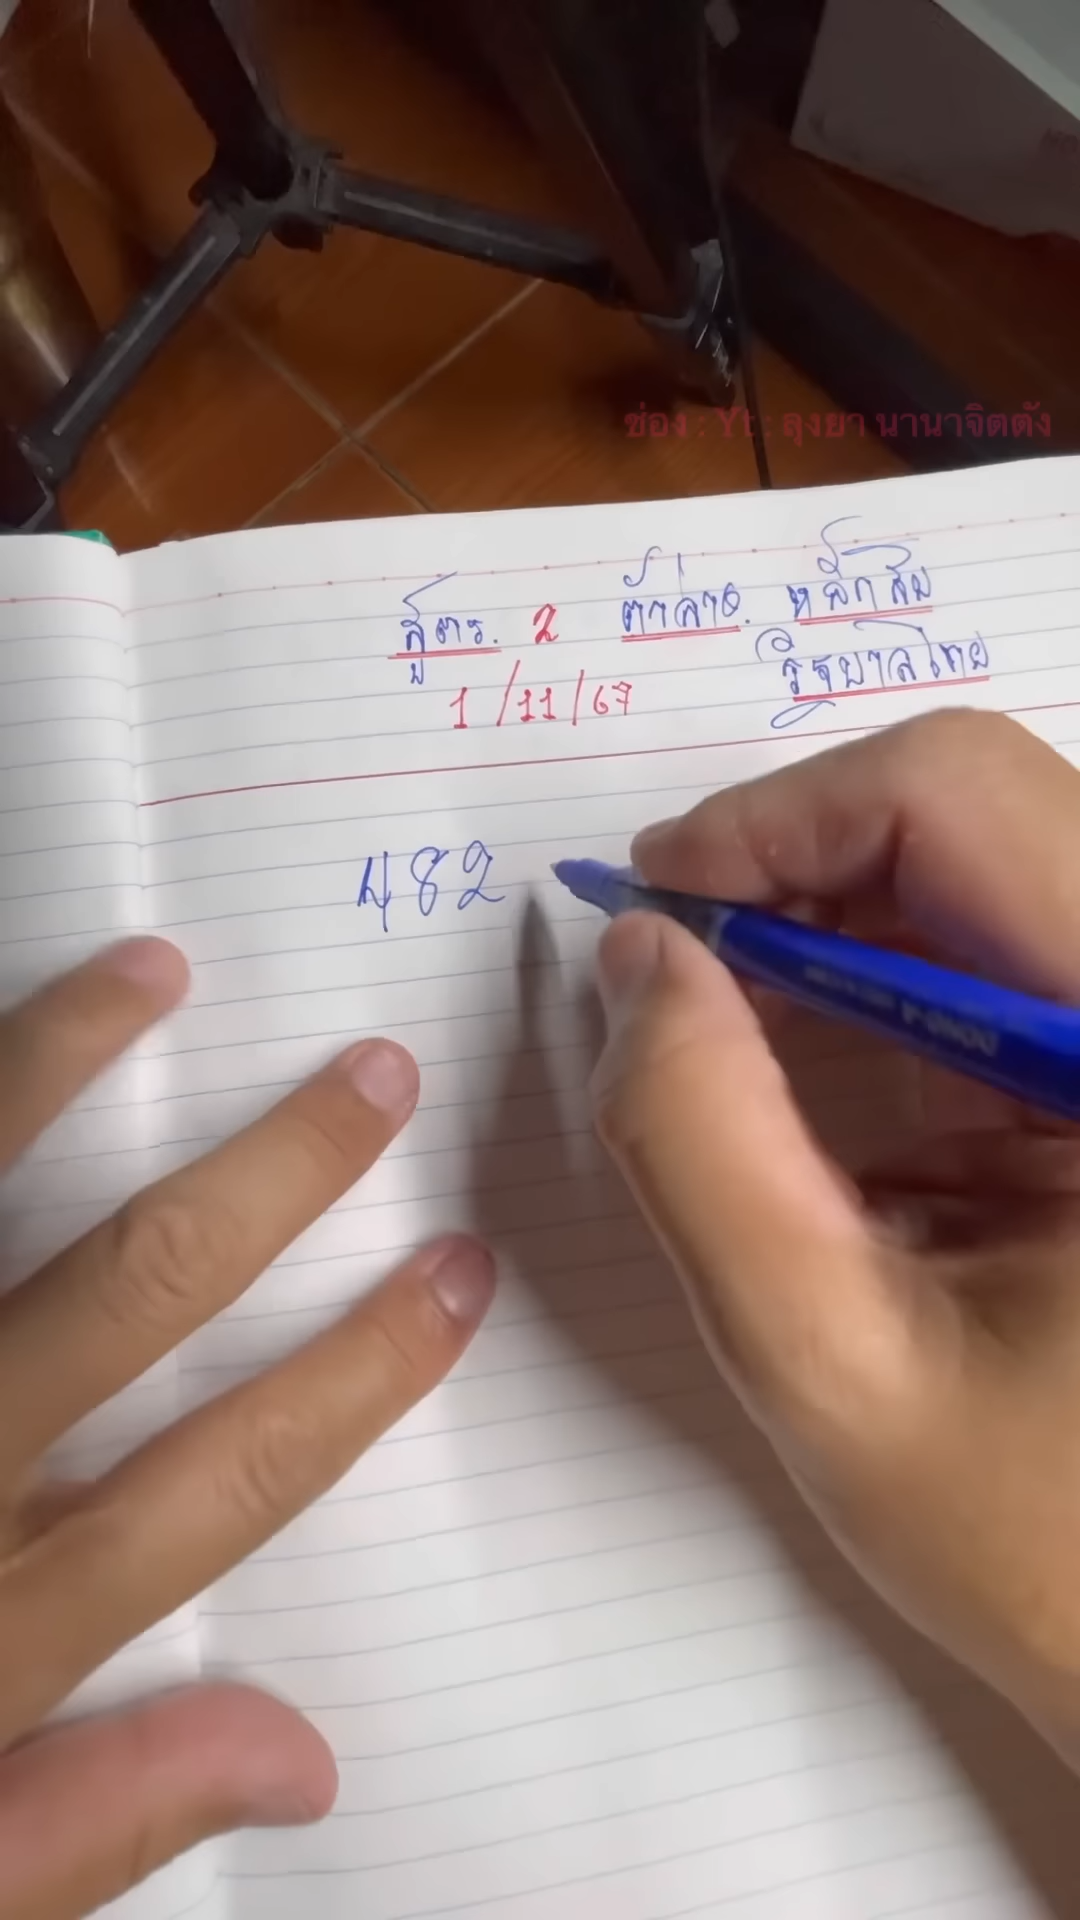 ช่อง : Yt : ลุงยา นานาจิตตัง
สูตร. 2 ตัวล่าง. หลักสิบ
1/11/67 รัฐบาลไทย
482